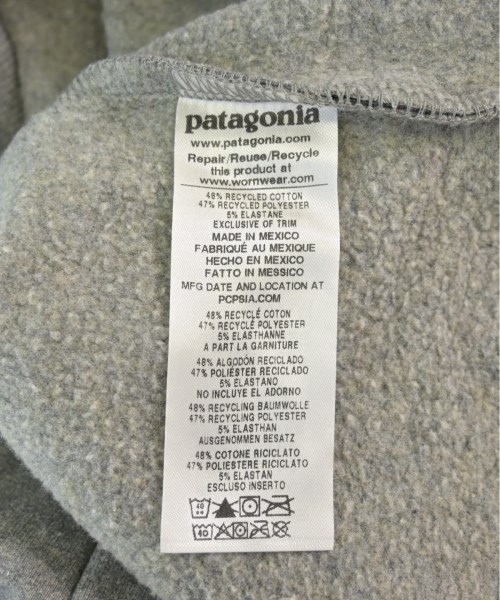 patagonia
www.patagonia.com
Repair/Reuse/Recycle
this product at
www.wornwear.com
48% RECYCLED COTTON
47% RECYCLED POLYESTER
5% ELASTANE
EXCLUSIVE OF TRIM
MADE IN MEXICO
FABRIQUÉ AU MEXIQUE
HECHO EN MEXICO
FATTO IN MESSICO
MFG DATE AND LOCATION AT
PCPSIA.COM
48% RECYCLÉ COTON
47% RECYCLÉ POLYESTER
5% ELASTHANNE
A PART LA GARNITURE
48% ALGODÓN RECICLADO
47% POLIÉSTER RECICLADO
5% ELASTANO
NO INCLUYE EL ADORNO
48% RECYCLING BAUMWOLLE
47% RECYCLING POLYESTER
5% ELASTHAN
AUSGENOMMEN BESATZ
48% COTONE RICICLATO
47% POLIESTERE RICICLATO
5% ELASTAN
ESCLUSO INSERTO
40
40